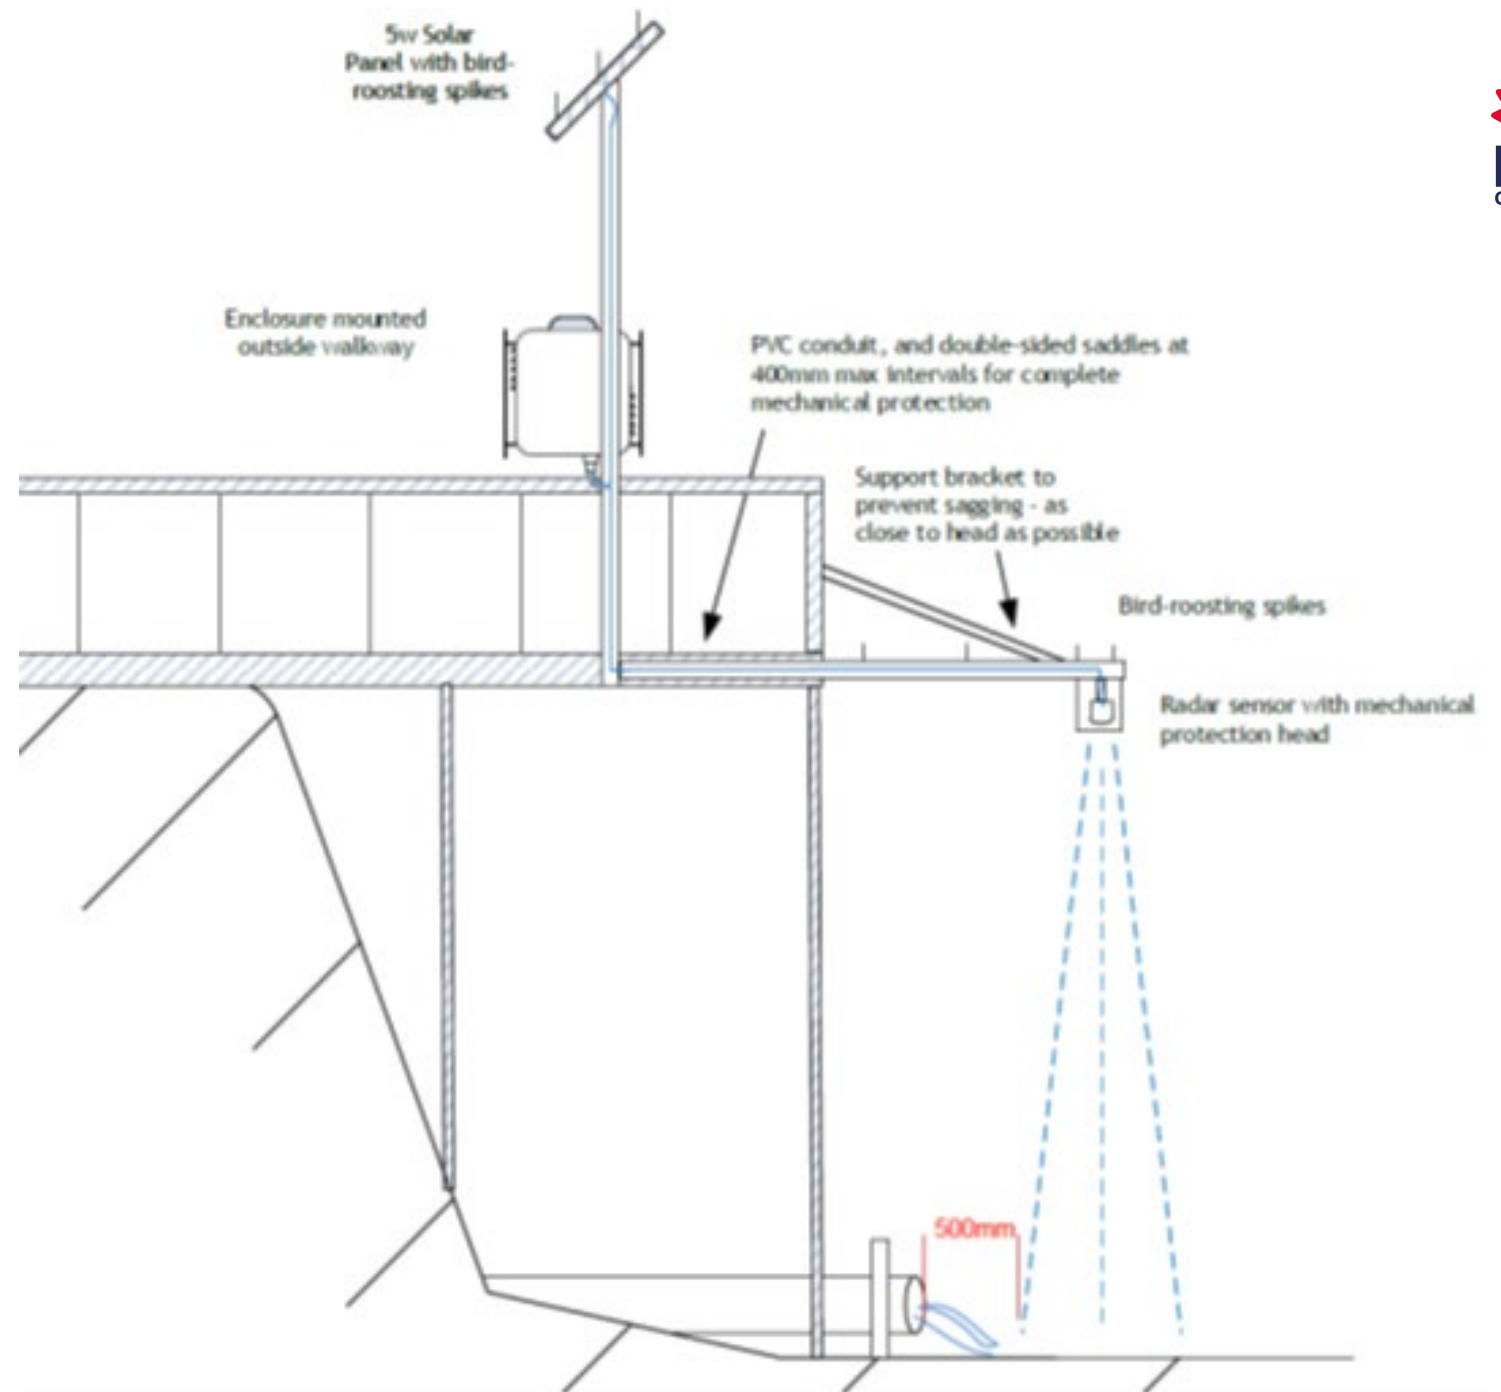 5w Solar
Panel with bird-
roosting spikes
Enclosure mounted
outside walkway
PVC conduit, and double-sided saddles at
400mm max intervals for complete
mechanical protection
Support bracket to
prevent sagging - as
close to head as possible
Bird-roosting spikes
Radar sensor with mechanical
protection head
500mm